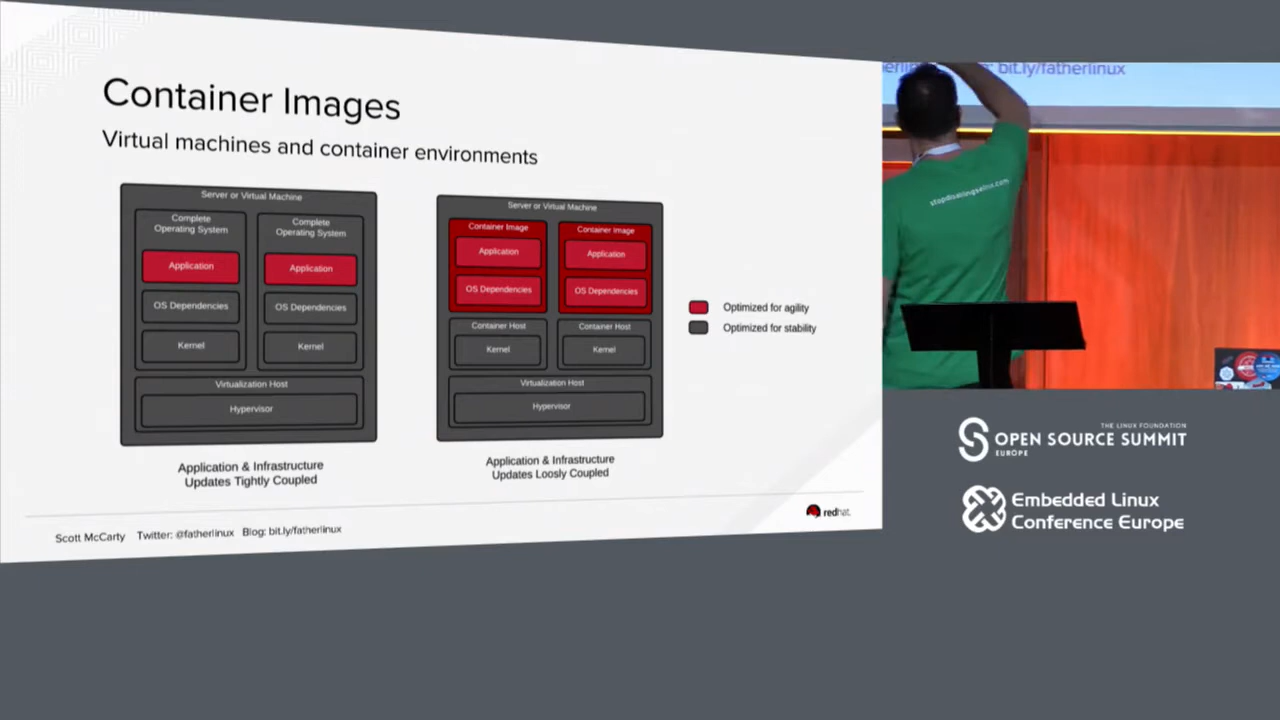 Container Images
Virtual machines and container environments
Server or Virtual Machine
Complete
Operating System
Application
OS Dependencies
Kernel
Complete
Operating System
Application
OS Dependencies
Kernel
Virtualization Host
Hypervisor
Application & Infrastructure
Updates Tightly Coupled
Server or Virtual Machine
Container Image
Application
OS Dependencies
Container Host
Kernel
Container Image
Application
OS Dependencies
Container Host
Kernel
Virtualization Host
Hypervisor
Application & Infrastructure
Updates Loosly Coupled
Optimized for agility
Optimized for stability
Scott McCarty Twitter: @fatherlinux Blog: bit.ly/fatherlinux
redhat.
bit.ly/fatherlinux
stopdisablingselinux.com
THE LINUX FOUNDATION
OPEN SOURCE SUMMIT
EUROPE
Embedded Linux
Conference Europe